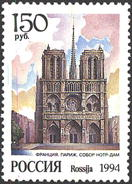 150
РУБ.
ФРАНЦИЯ. ПАРИЖ. СОБОР НОТР-ДАМ
РОССИЯ Rossija 1994